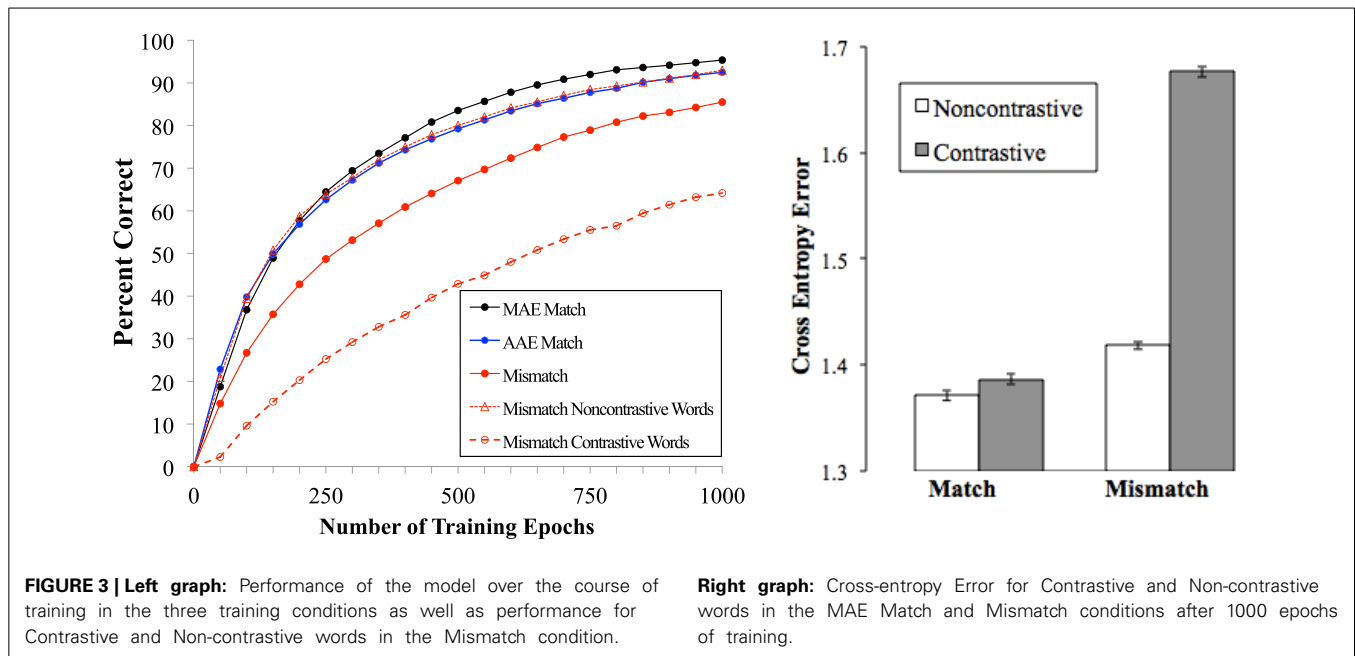 100
90
80
70
60
50
40
30
20
10
0
Percent Correct
0 250 500 750 1000
Number of Training Epochs
MAE Match
AAE Match
Mismatch
Mismatch Noncontrastive Words
Mismatch Contrastive Words
1.7
1.6
1.5
1.4
1.3
Cross Entropy Error
Noncontrastive
Contrastive
Match Mismatch
FIGURE 3 | Left graph: Performance of the model over the course of
training in the three training conditions as well as performance for
Contrastive and Non-contrastive words in the Mismatch condition.
Right graph: Cross-entropy Error for Contrastive and Non-contrastive
words in the MAE Match and Mismatch conditions after 1000 epochs
of training.